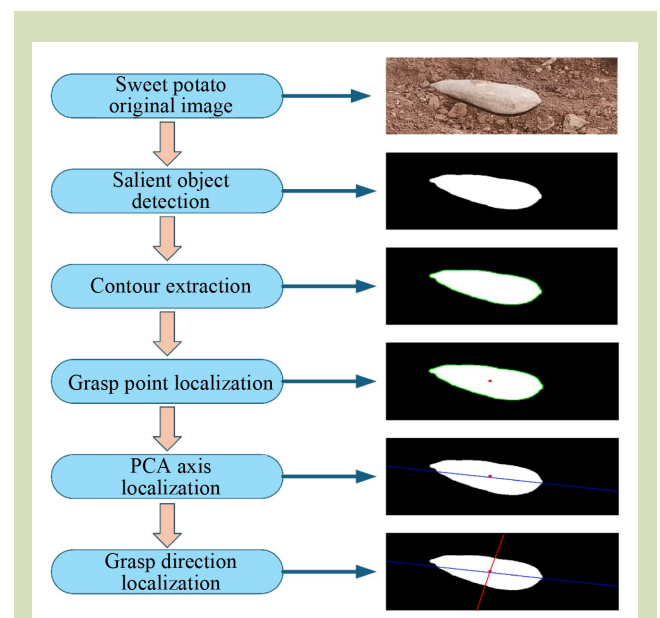 Sweet potato
original image
Salient object
detection
Contour extraction
Grasp point localization
PCA axis
localization
Grasp direction
localization